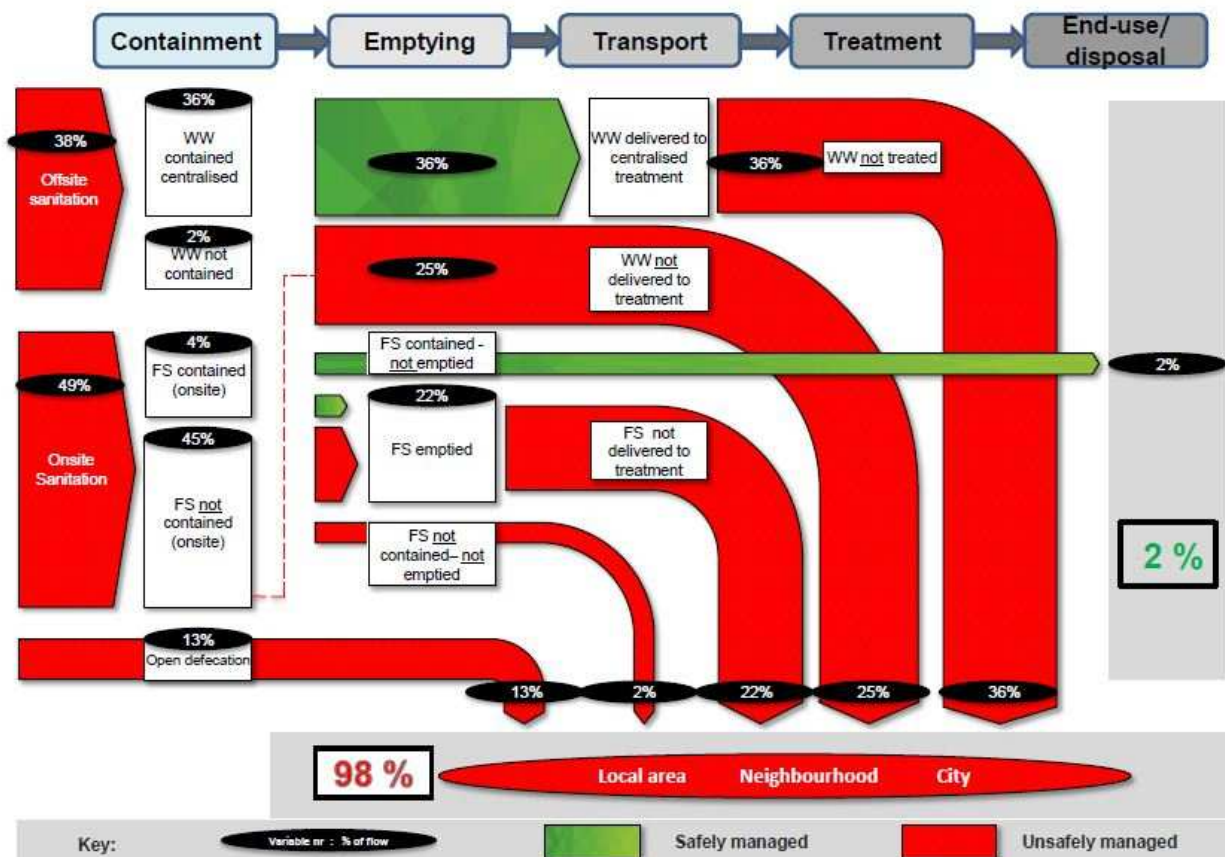 Containment
Emptying
Transport
Treatment
End-use/
disposal
38%
Offsite
sanitation
36%
WW
contained
centralised
2%
WW not
contained
36%
WW delivered to
centralised
treatment
36%
WW not treated
25%
WW not
delivered to
treatment
49%
Onsite
Sanitation
4%
FS contained
(onsite)
45%
FS not
contained
(onsite)
FS contained -
not emptied
2%
22%
FS emptied
FS not
delivered to
treatment
FS not
contained– not
emptied
2 %
13%
Open defecation
13%
2%
22%
25%
36%
98 %
Local area Neighbourhood City
Key:
Variable nr : % of flow
Safely managed
Unsafely managed